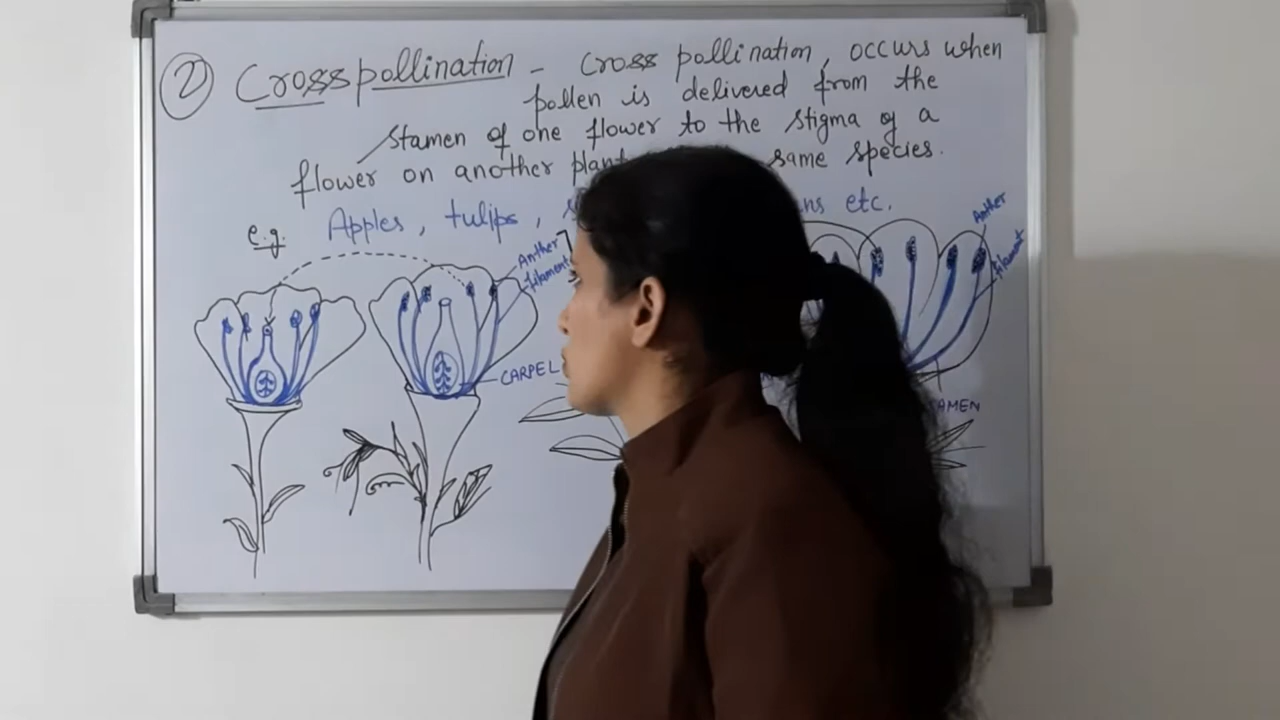 2 Cross pollination - Cross pollination, occurs when
pollen is delivered from the
stamen of one flower to the stigma of a
flower on another plant same species.
e.g. Apples, tulips, etc.
Anther
filament
Anther
filament
CARPEL